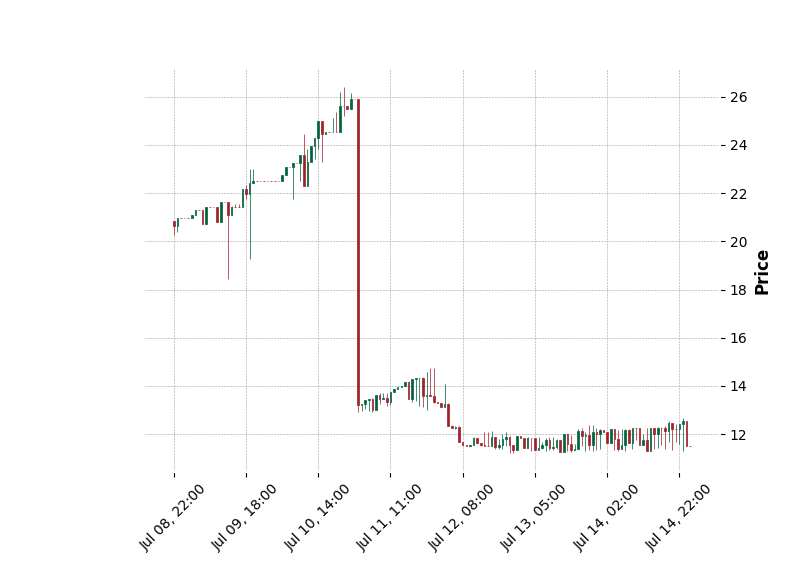 26
24
22
20
18
16
14
12
Price
Jul 08, 22:00
Jul 09, 18:00
Jul 10, 14:00
Jul 11, 11:00
Jul 12, 08:00
Jul 13, 05:00
Jul 14, 02:00
Jul 14, 22:00